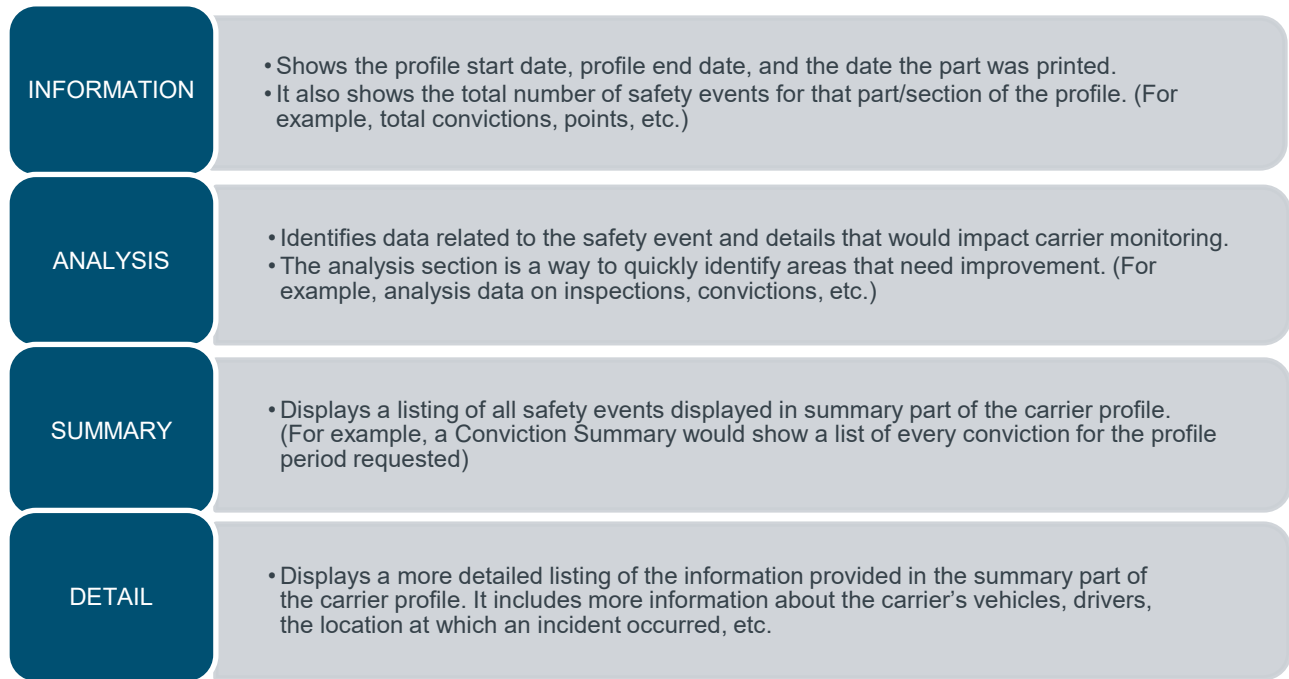 INFORMATION
• Shows the profile start date, profile end date, and the date the part was printed.
• It also shows the total number of safety events for that part/section of the profile. (For
example, total convictions, points, etc.)
ANALYSIS
• Identifies data related to the safety event and details that would impact carrier monitoring.
• The analysis section is a way to quickly identify areas that need improvement. (For
example, analysis data on inspections, convictions, etc.)
SUMMARY
• Displays a listing of all safety events displayed in summary part of the carrier profile.
(For example, a Conviction Summary would show a list of every conviction for the profile
period requested)
DETAIL
• Displays a more detailed listing of the information provided in the summary part of
the carrier profile. It includes more information about the carrier’s vehicles, drivers,
the location at which an incident occurred, etc.